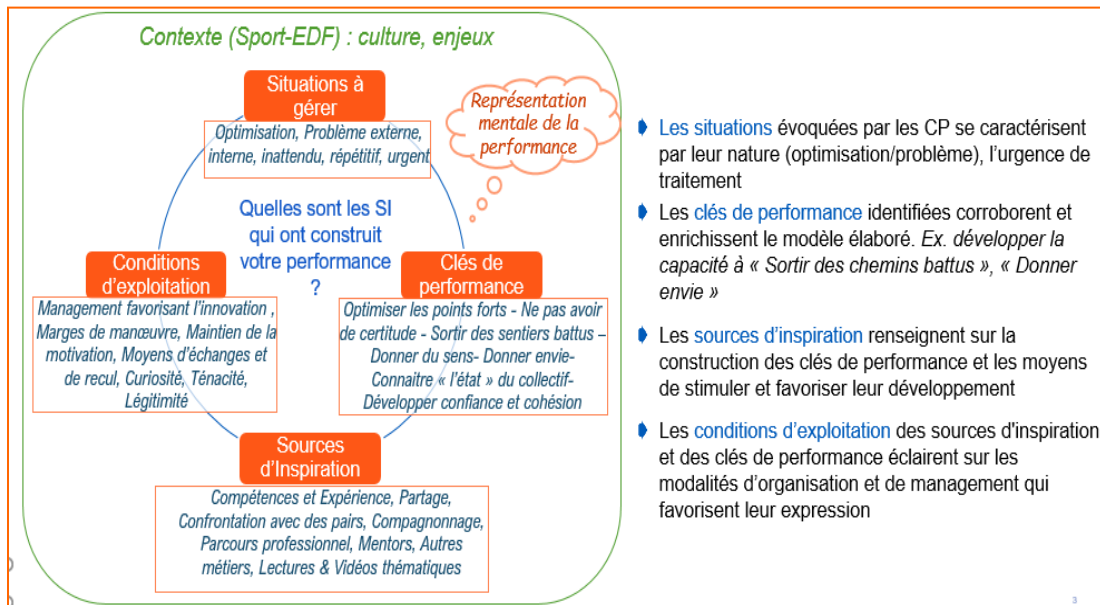 Contexte (Sport-EDF) : culture, enjeux
Situations à
gérer
Optimisation, Problème externe,
interne, inattendu, répétitif, urgent
Représentation
mentale de la
performance
Quelles sont les SI
qui ont construit
votre performance
?
Conditions
d'exploitation
Management favorisant l'innovation ,
Marges de manœuvre, Maintien de la
motivation, Moyens d'échanges et
de recul, Curiosité, Ténacité,
Légitimité
Clés de
performance
Optimiser les points forts - Ne pas avoir
de certitude - Sortir des sentiers battus –
Donner du sens- Donner envie-
Connaitre « l'état » du collectif-
Développer confiance et cohésion
Sources
d'Inspiration
Compétences et Expérience, Partage,
Confrontation avec des pairs, Compagnonnage,
Parcours professionnel, Mentors, Autres
métiers, Lectures & Vidéos thématiques
Les situations évoquées par les CP se caractérisent
par leur nature (optimisation/problème), l'urgence de
traitement
Les clés de performance identifiées corroborent et
enrichissent le modèle élaboré. Ex. développer la
capacité à « Sortir des chemins battus », « Donner
envie »
Les sources d'inspiration renseignent sur la
construction des clés de performance et les moyens
de stimuler et favoriser leur développement
Les conditions d'exploitation des sources d'inspiration
et des clés de performance éclairent sur les
modalités d'organisation et de management qui
favorisent leur expression
3